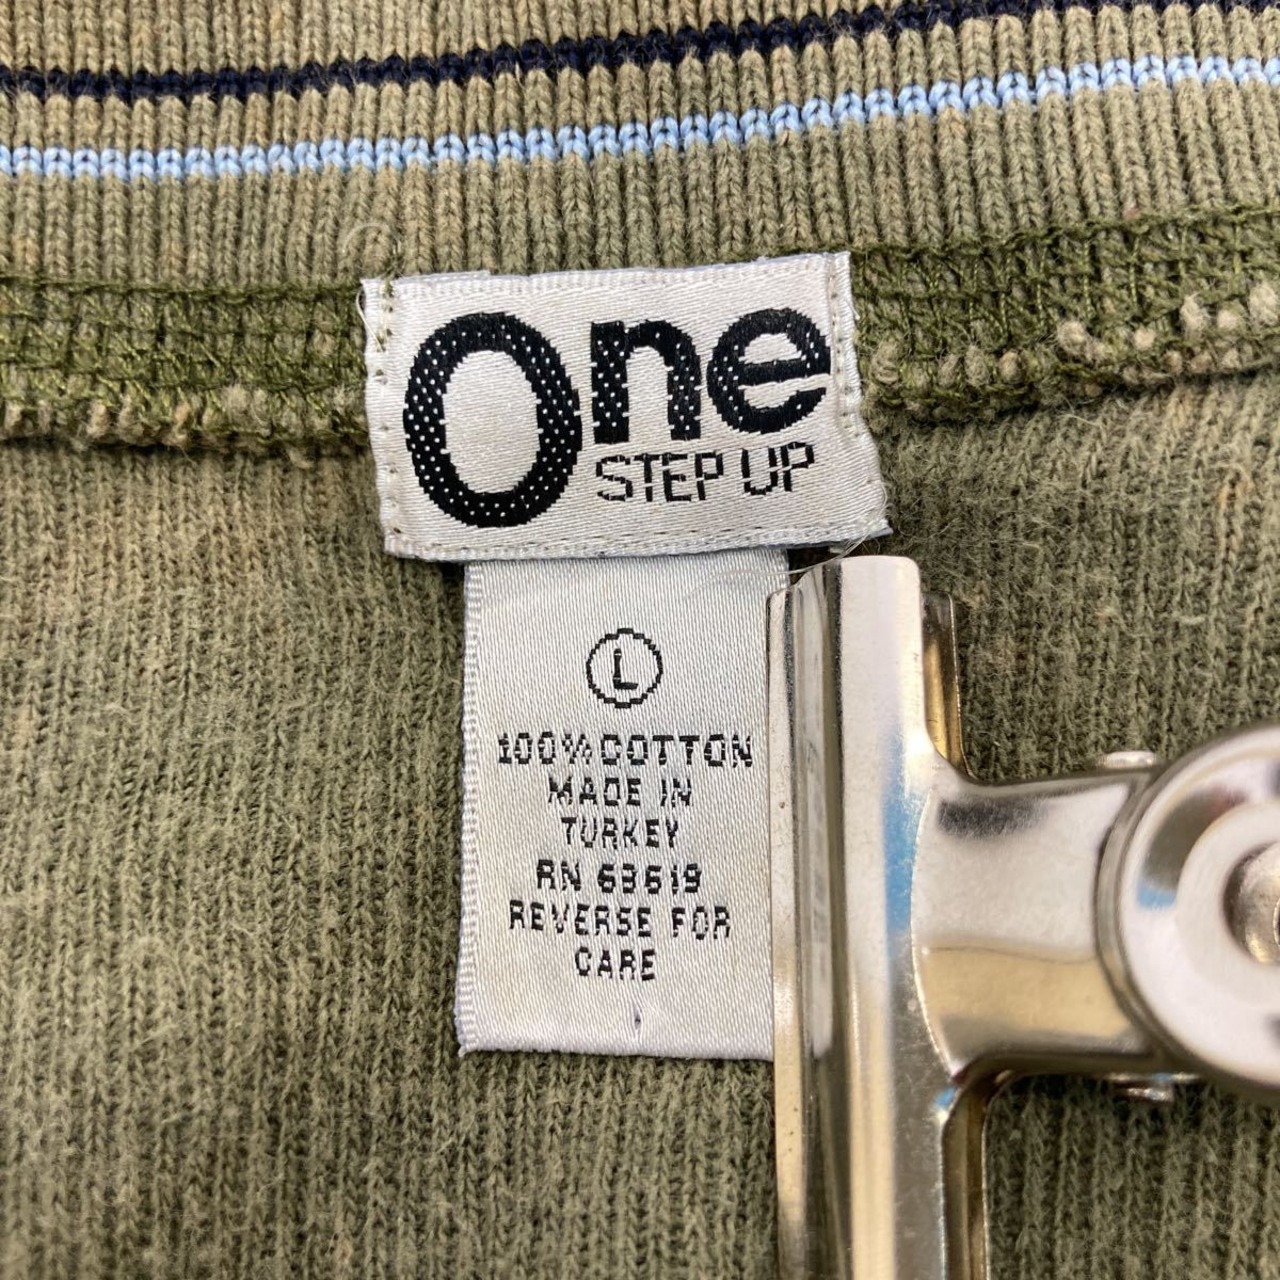 One
STEP UP
L
100% COTTON
MADE IN
TURKEY
RN 63619
REVERSE FOR
CARE